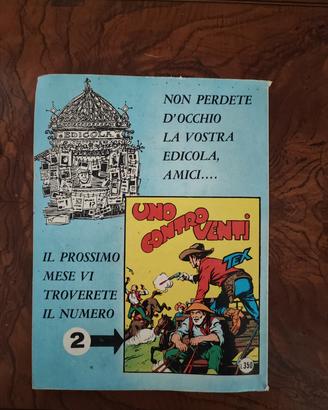 EDICOLA
NON PERDETE
D'OCCHIO
LA VOSTRA
EDICOLA,
AMICI....
IL PROSSIMO
MESE VI
TROVERETE
IL NUMERO
2
UNO
CONTRO
VENTI
TEX
L.350